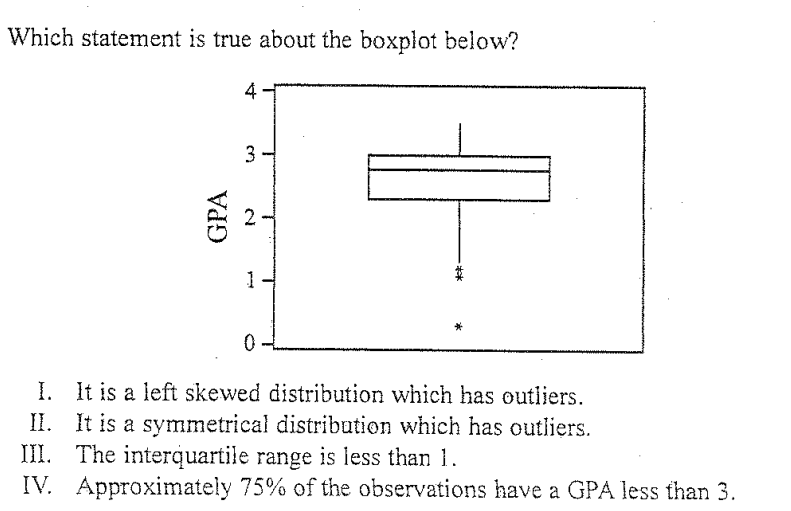 Which statement is true about the boxplot below?
4
3
GPA
2
1
0
I. It is a left skewed distribution which has outliers.
II. It is a symmetrical distribution which has outliers.
III. The interquartile range is less than 1.
IV. Approximately 75% of the observations have a GPA less than 3.